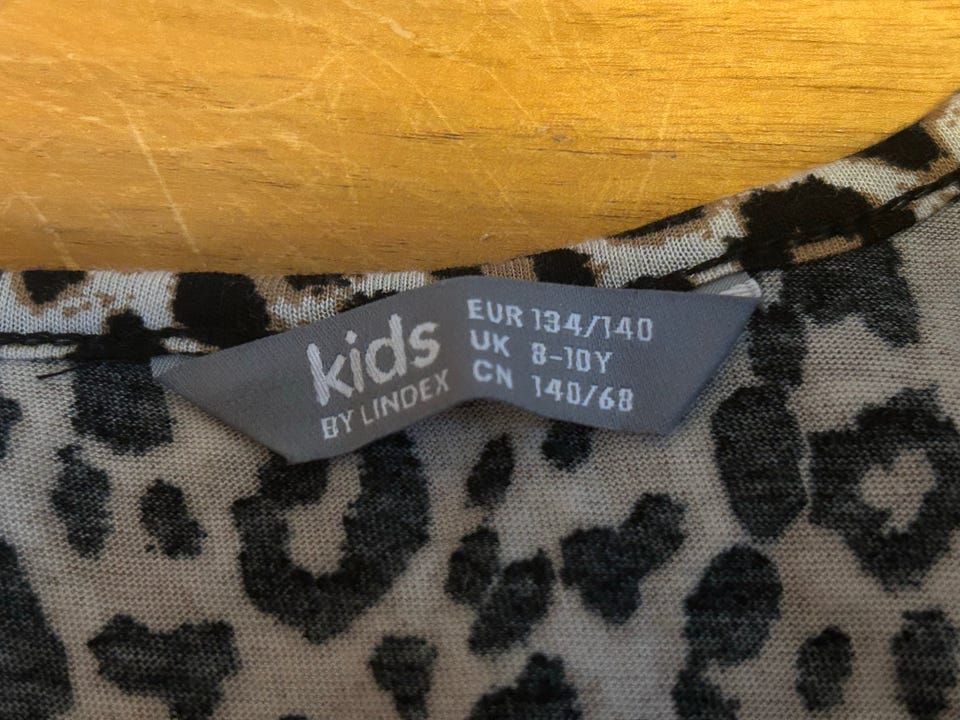 kids
BY LINDEX
EUR 134/140
UK 8-10Y
CN 140/68